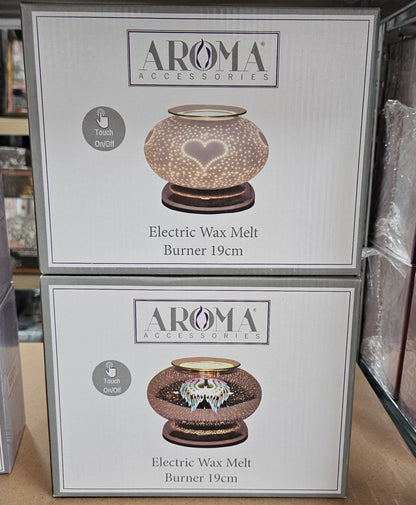 AROMA®
ACCESSORIES
Touch
On/Off
Electric Wax Melt
Burner 19cm
AROMA®
ACCESSORIES
Touch
On/Off
Electric Wax Melt
Burner 19cm